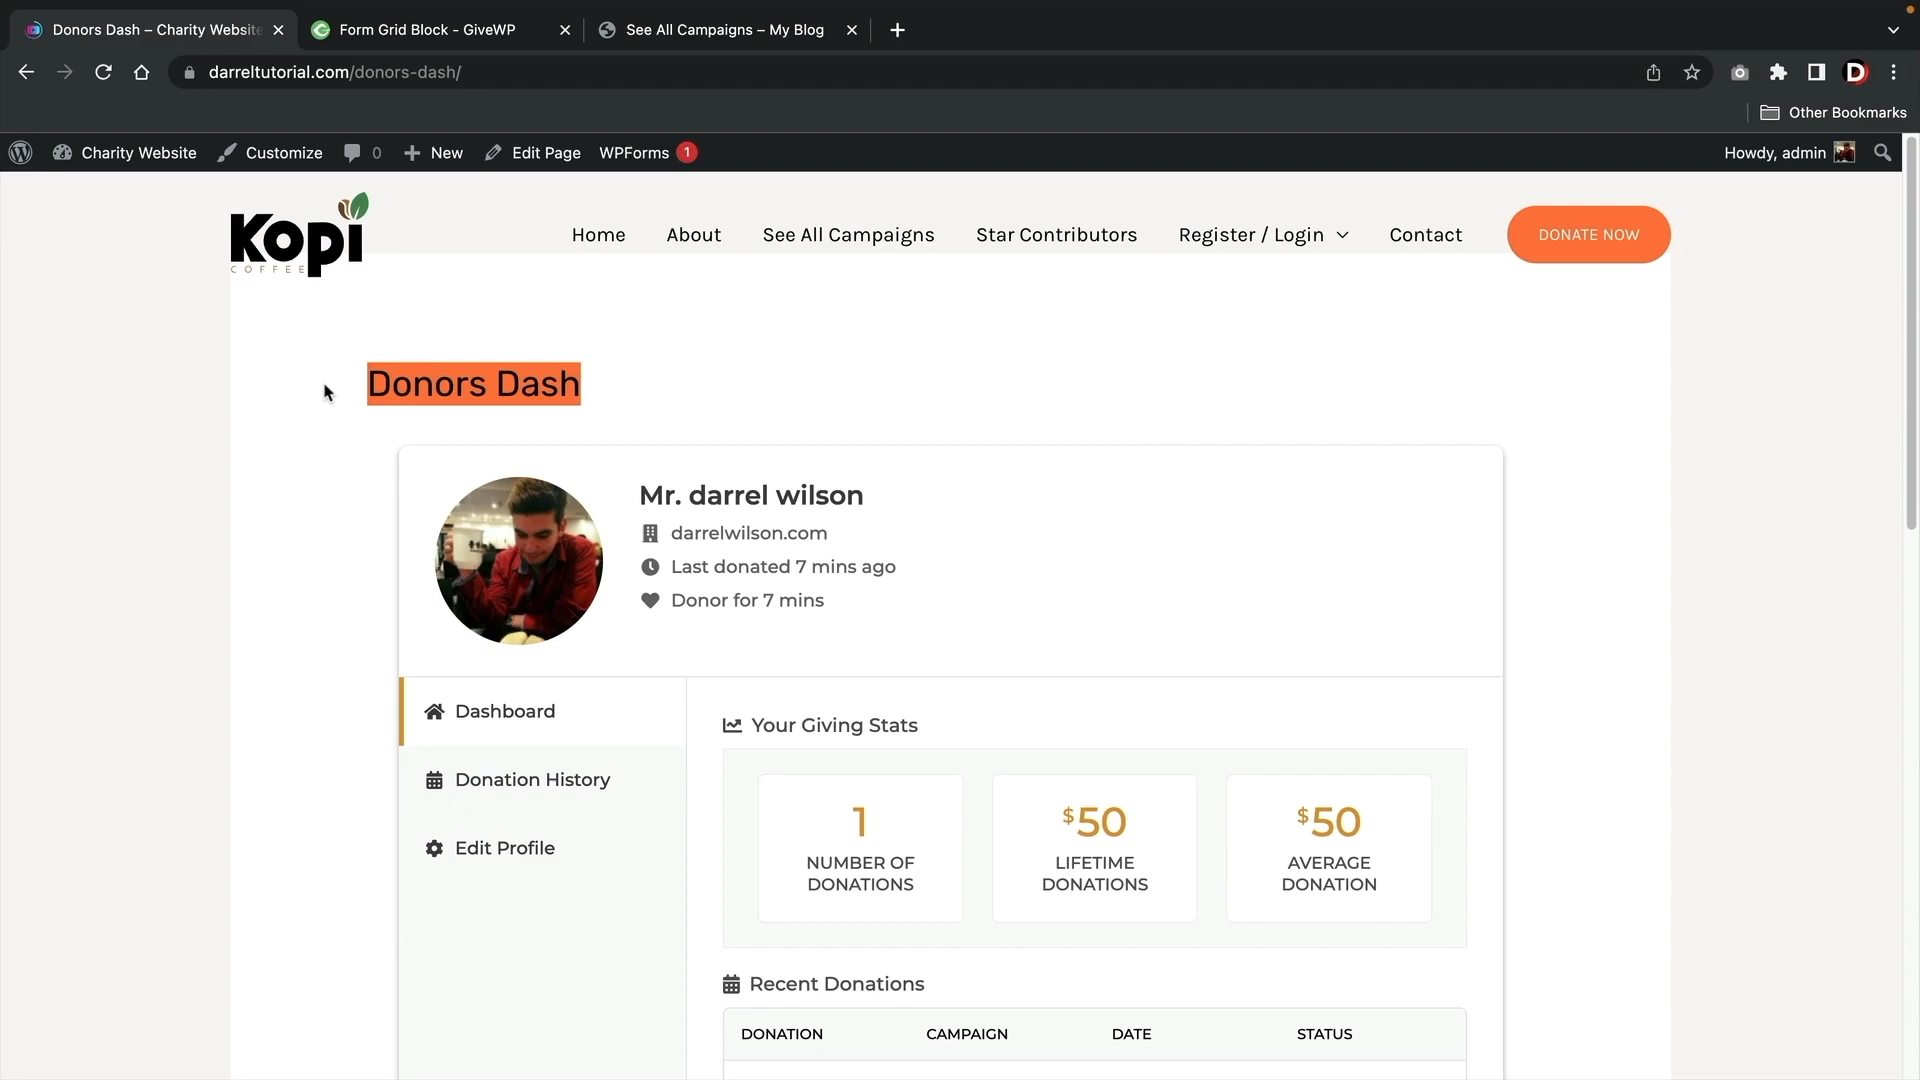 Donors Dash – Charity Website
Form Grid Block - GiveWP
See All Campaigns – My Blog
darreltutorial.com/donors-dash/
Other Bookmarks
Charity Website
Customize
0
New
Edit Page
WPForms
1
Howdy, admin
Kopi
COFFEE
Home
About
See All Campaigns
Star Contributors
Register / Login
Contact
DONATE NOW
Donors Dash
Mr. darrel wilson
darrelwilson.com
Last donated 7 mins ago
Donor for 7 mins
Dashboard
Donation History
Edit Profile
Your Giving Stats
1
NUMBER OF
DONATIONS
$50
LIFETIME
DONATIONS
$50
AVERAGE
DONATION
Recent Donations
DONATION
CAMPAIGN
DATE
STATUS